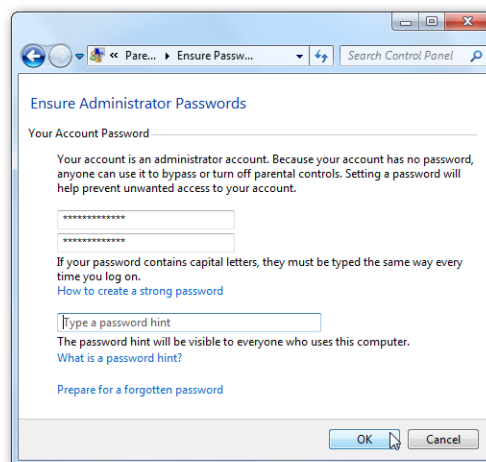 « Pare... Ensure Passw... Search Control Panel
Ensure Administrator Passwords
Your Account Password
Your account is an administrator account. Because your account has no password,
anyone can use it to bypass or turn off parental controls. Setting a password will
help prevent unwanted access to your account.
*************
*************
If your password contains capital letters, they must be typed the same way every
time you log on.
How to create a strong password
Type a password hint
The password hint will be visible to everyone who uses this computer.
What is a password hint?
Prepare for a forgotten password
OK Cancel